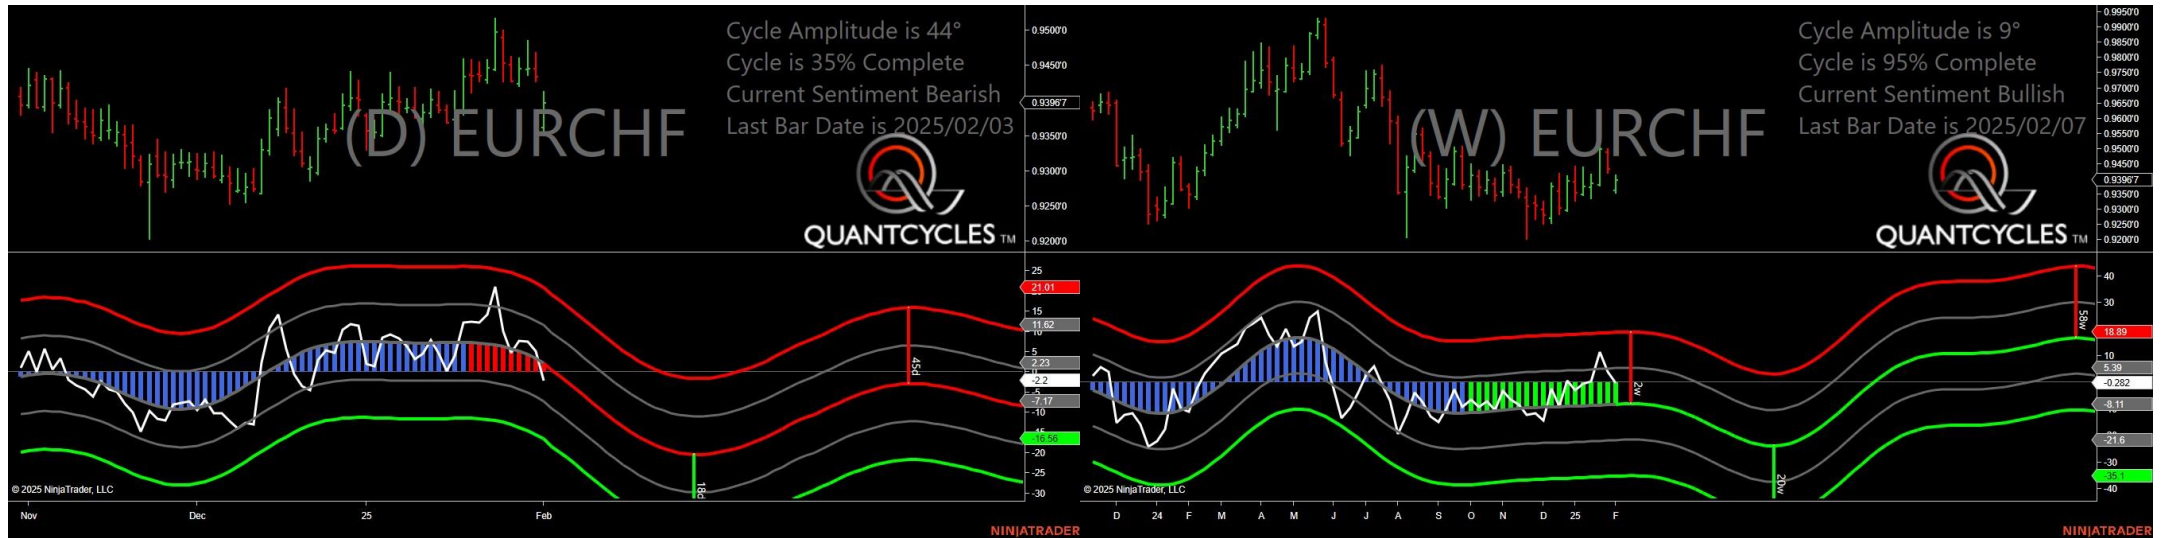 Cycle Amplitude is 44°
Cycle is 35% Complete
Current Sentiment Bearish
Last Bar Date is 2025/02/03
(D) EURCHF
QUANTCYCLES TM
0.9500'0
0.9450'0
0.9396'7
0.9350'0
0.9300'0
0.9250'0
0.9200'0
25
21.01
15
11.62
10
5
2.23
0
-2.2
-5
-7.17
-10
-15
-16.56
-20
-25
-30
45d
18d
© 2025 NinjaTrader, LLC
Nov Dec 25 Feb
NINJATRADER
Cycle Amplitude is 9°
Cycle is 95% Complete
Current Sentiment Bullish
Last Bar Date is 2025/02/07
(W) EURCHF
QUANTCYCLES TM
0.9950'0
0.9900'0
0.9850'0
0.9800'0
0.9750'0
0.9700'0
0.9650'0
0.9600'0
0.9550'0
0.9500'0
0.9450'0
0.9396'7
0.9350'0
0.9300'0
0.9250'0
0.9200'0
40
30
18.89
10
5.39
-0.282
-8.11
-21.6
-30
-35.1
-40
58w
2w
20w
© 2025 NinjaTrader, LLC
D 24 F M A M J J A S O N D 25 F
NINJATRADER